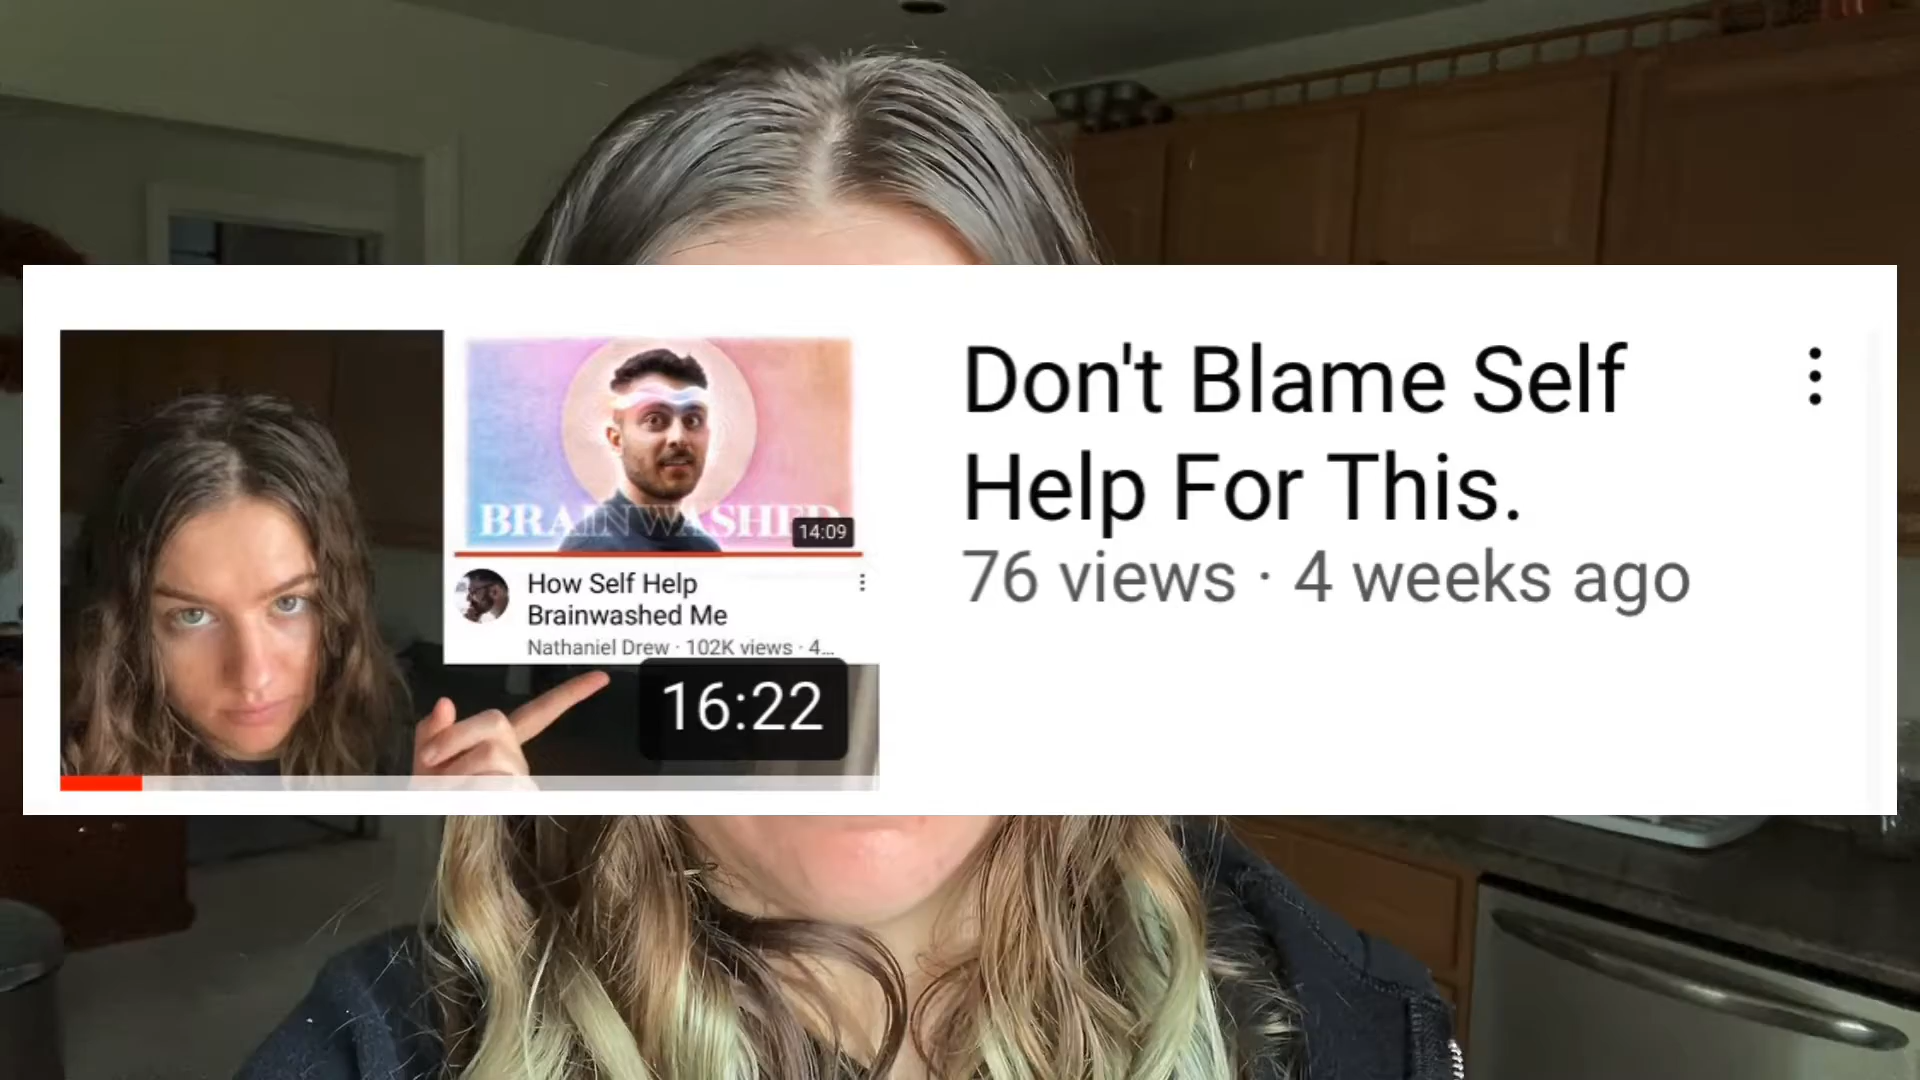 BRAINWASHED
14:09
How Self Help
Brainwashed Me
Nathaniel Drew · 102K views · 4...
16:22
Don't Blame Self
Help For This.
76 views · 4 weeks ago